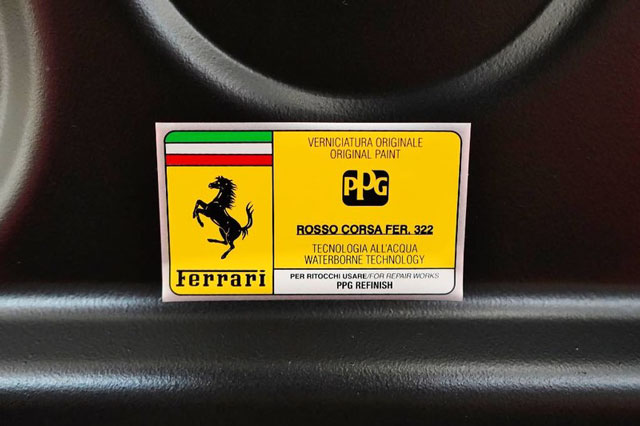 VERNICIATURA ORIGINALE
ORIGINAL PAINT
PPG
ROSSO CORSA FER. 322
TECNOLOGIA ALL'ACQUA
WATERBORNE TECHNOLOGY
Ferrari
PER RITOCCHI USARE/FOR REPAIR WORKS
PPG REFINISH